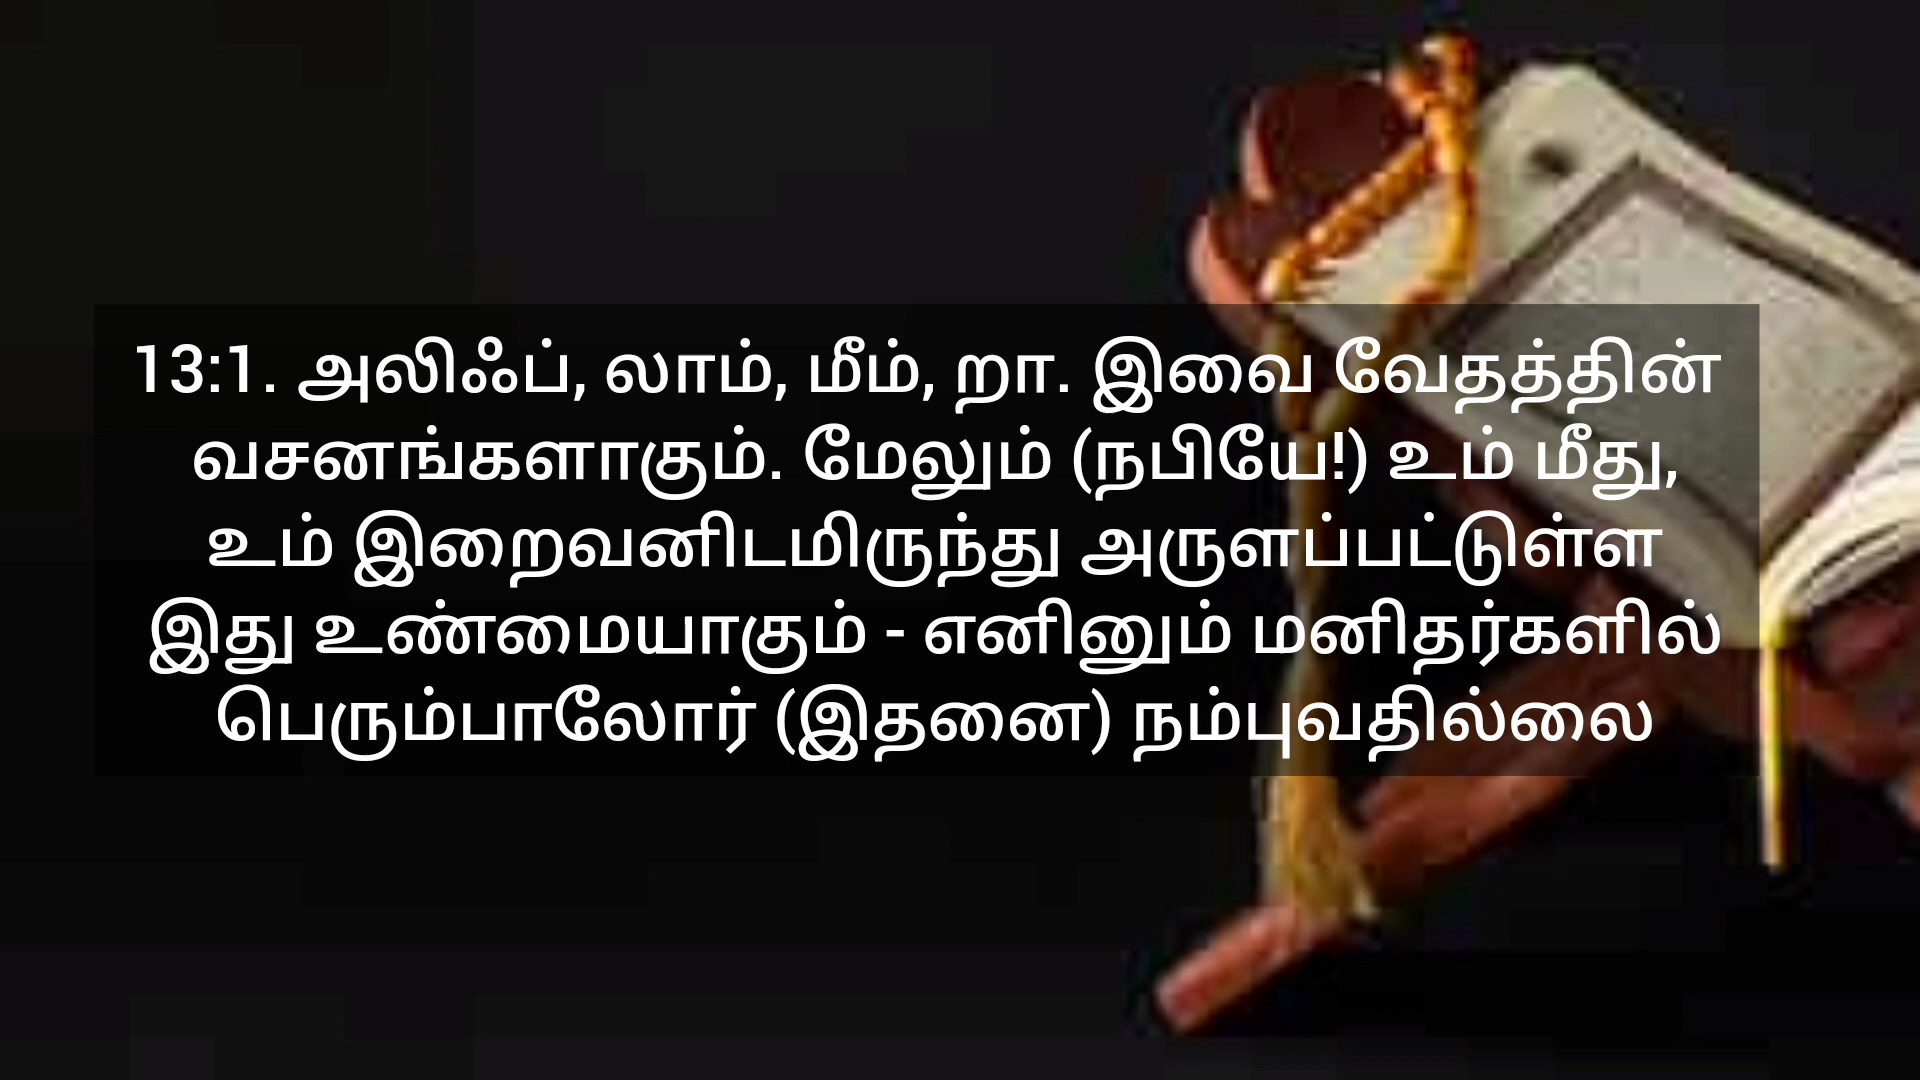 13:1. அலிஃப், லாம், மீம், றா. இவை வேதத்தின்
வசனங்களாகும். மேலும் (நபியே!) உம் மீது,
உம் இறைவனிடமிருந்து அருளப்பட்டுள்ள
இது உண்மையாகும் - எனினும் மனிதர்களில்
பெரும்பாலோர் (இதனை) நம்புவதில்லை